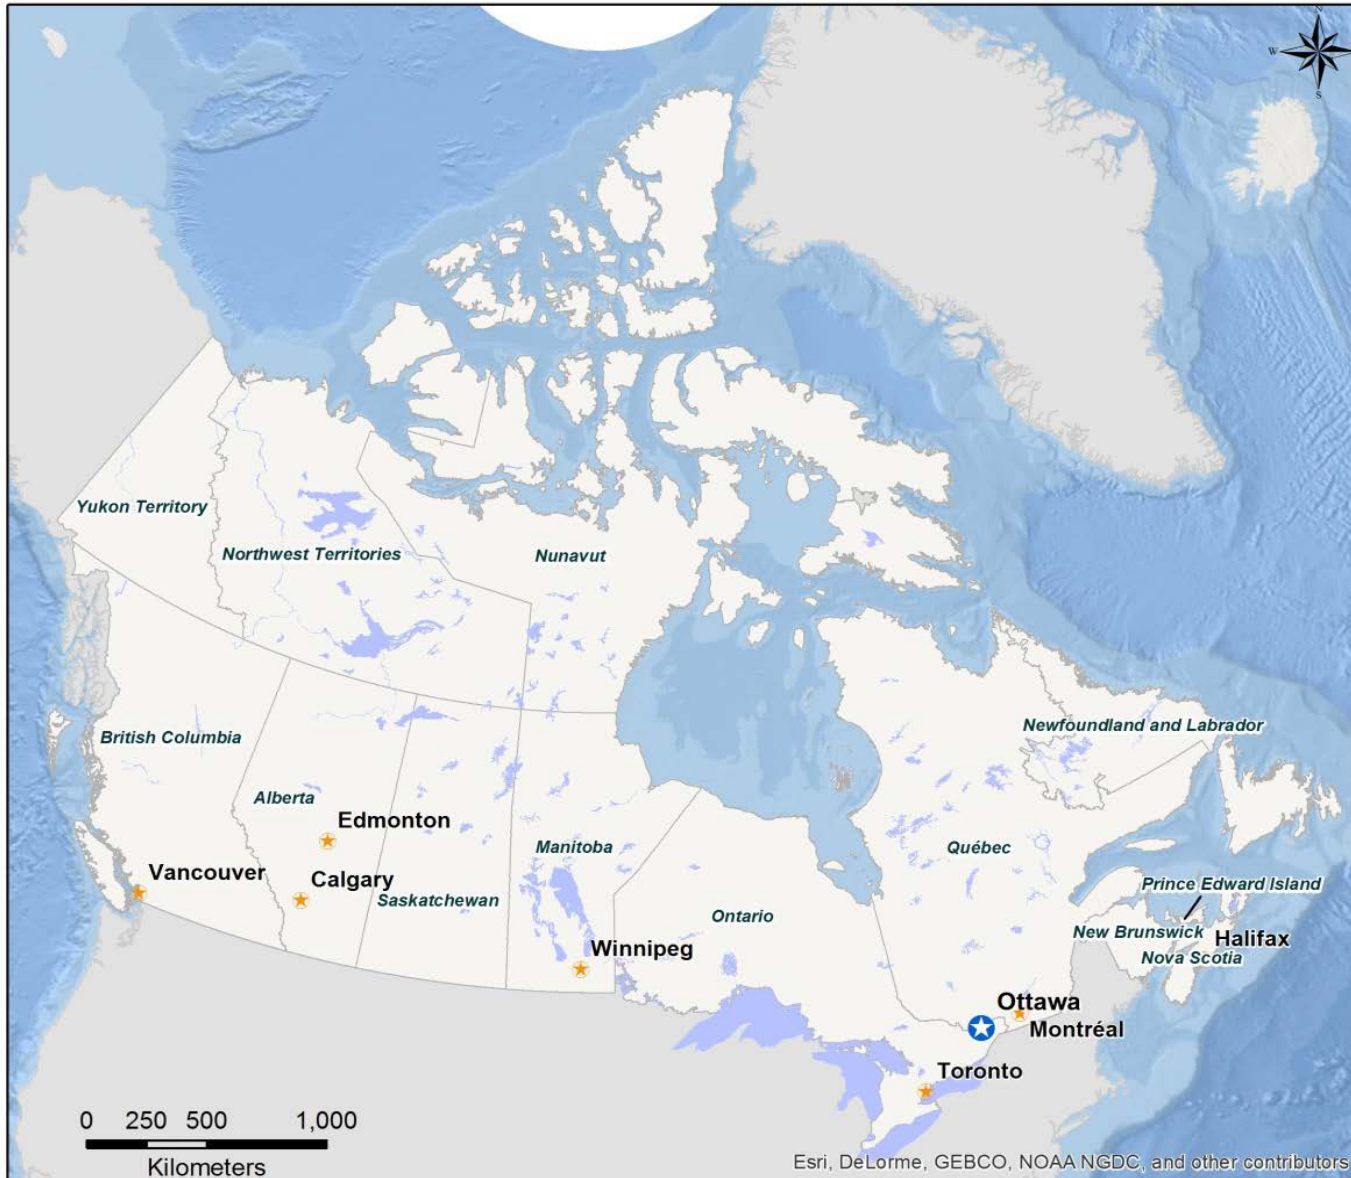 N
W
S
Yukon Territory
Northwest Territories
Nunavut
Newfoundland and Labrador
British Columbia
Alberta
Edmonton
Manitoba
Québec
Vancouver
Calgary
Saskatchewan
Prince Edward Island
Ontario
New Brunswick
Halifax
Nova Scotia
Winnipeg
Ottawa
Montréal
Toronto
0 250 500 1,000
Kilometers
Esri, DeLorme, GEBCO, NOAA NGDC, and other contributors